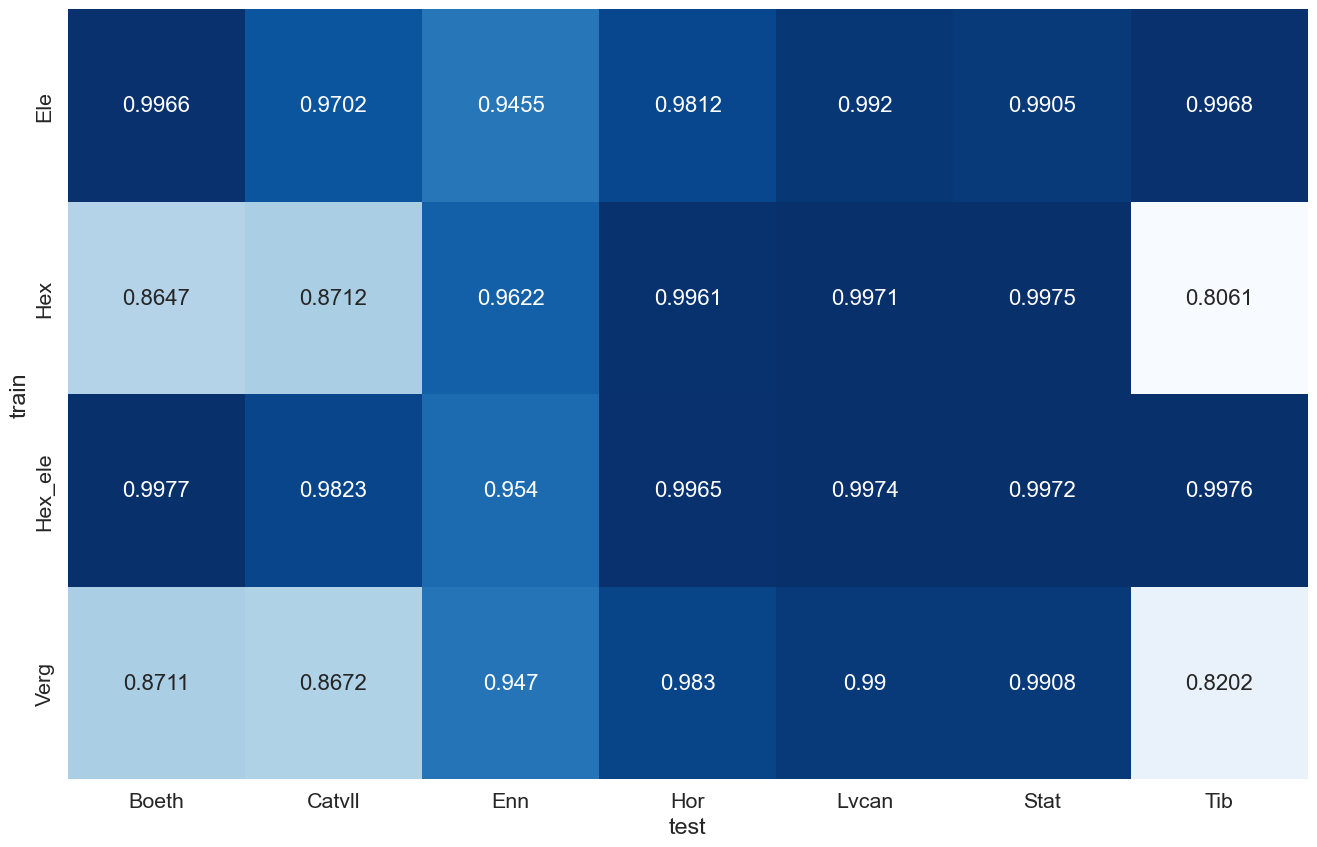 train
Ele 0.9966 0.9702 0.9455 0.9812 0.992 0.9905 0.9968
Hex 0.8647 0.8712 0.9622 0.9961 0.9971 0.9975 0.8061
Hex_ele 0.9977 0.9823 0.954 0.9965 0.9974 0.9972 0.9976
Verg 0.8711 0.8672 0.947 0.983 0.99 0.9908 0.8202
Boeth Catvll Enn Hor Lvcan Stat Tib
test